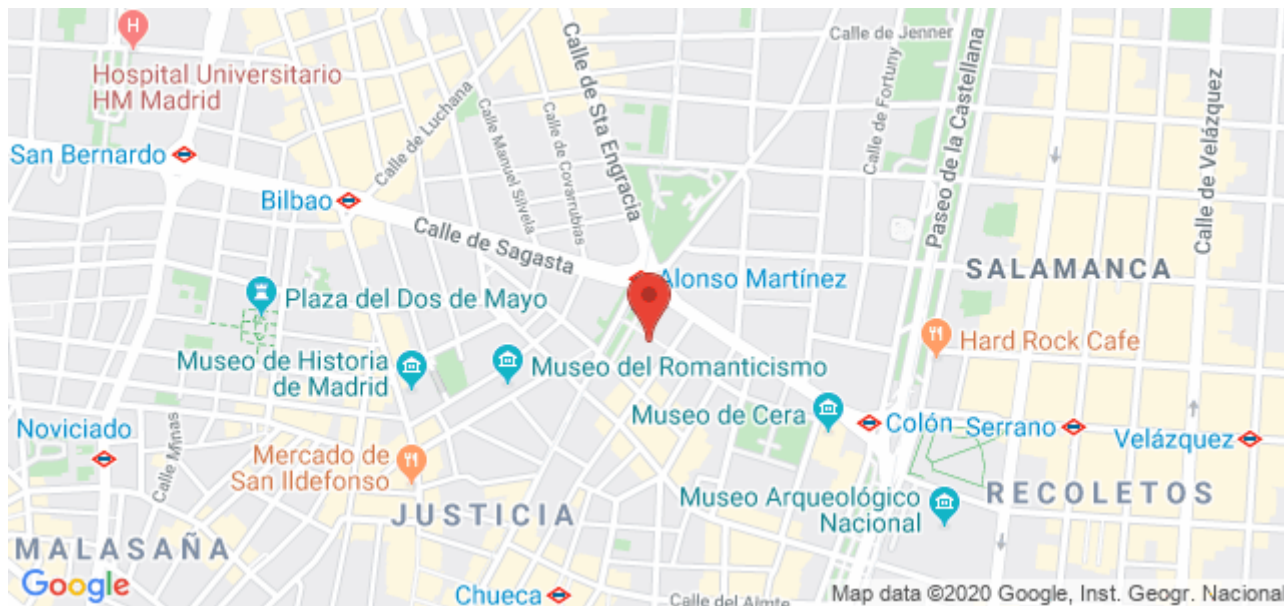 H
Hospital Universitario
HM Madrid
Calle de Luchana
Calle Manuel Silvela
Calle de Covarrubias
Calle de Sta Engracia
Calle de Jenner
Calle de Fortuny
Paseo de la Castellana
Calle de Velázquez
San Bernardo
Bilbao
Calle de Sagasta
Alonso Martínez
SALAMANCA
Plaza del Dos de Mayo
Hard Rock Cafe
Museo de Historia
de Madrid
Museo del Romanticismo
Museo de Cera
Colón
Serrano
Velázquez
Noviciado
Calle Minas
Mercado de
San Ildefonso
Museo Arqueológico
Nacional
RECOLETOS
JUSTICIA
MALASAÑA
Google
Chueca
Calle del Almte
Map data ©2020 Google, Inst. Geogr. Nacional